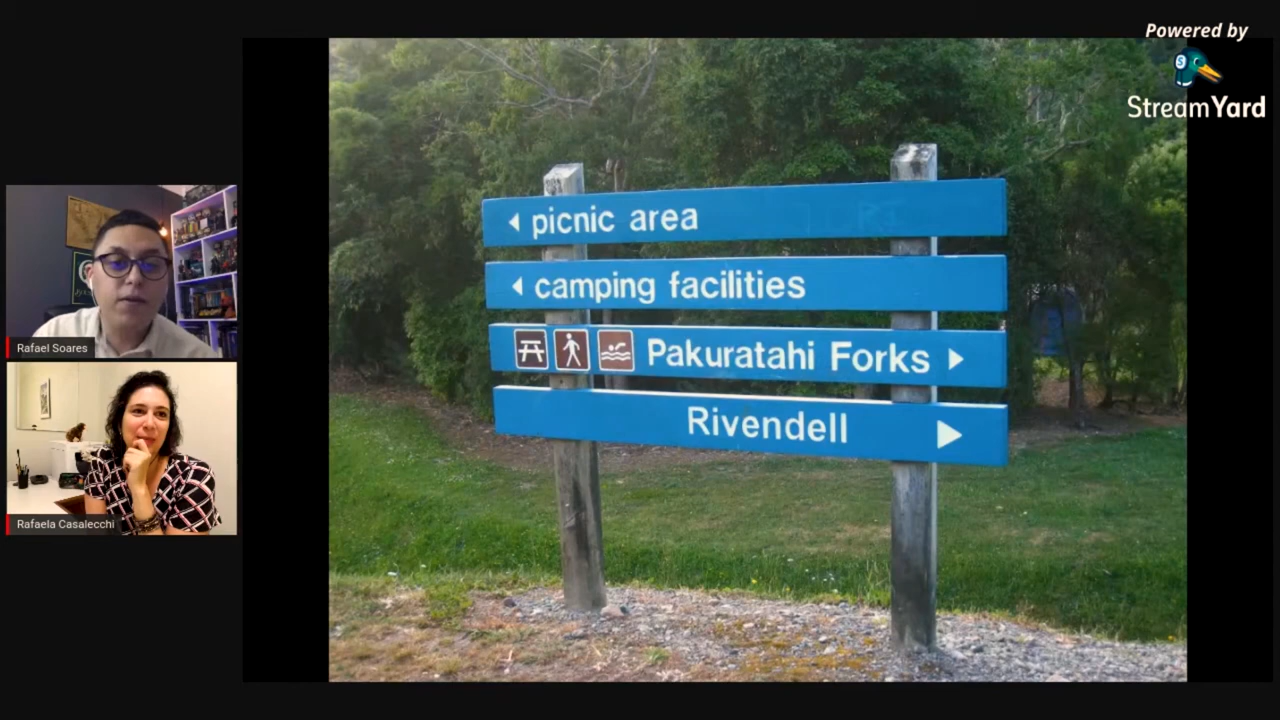 Powered by
StreamYard
picnic area
camping facilities
Pakuratahi Forks
Rivendell
Rafael Soares
Rafaela Casalecchi